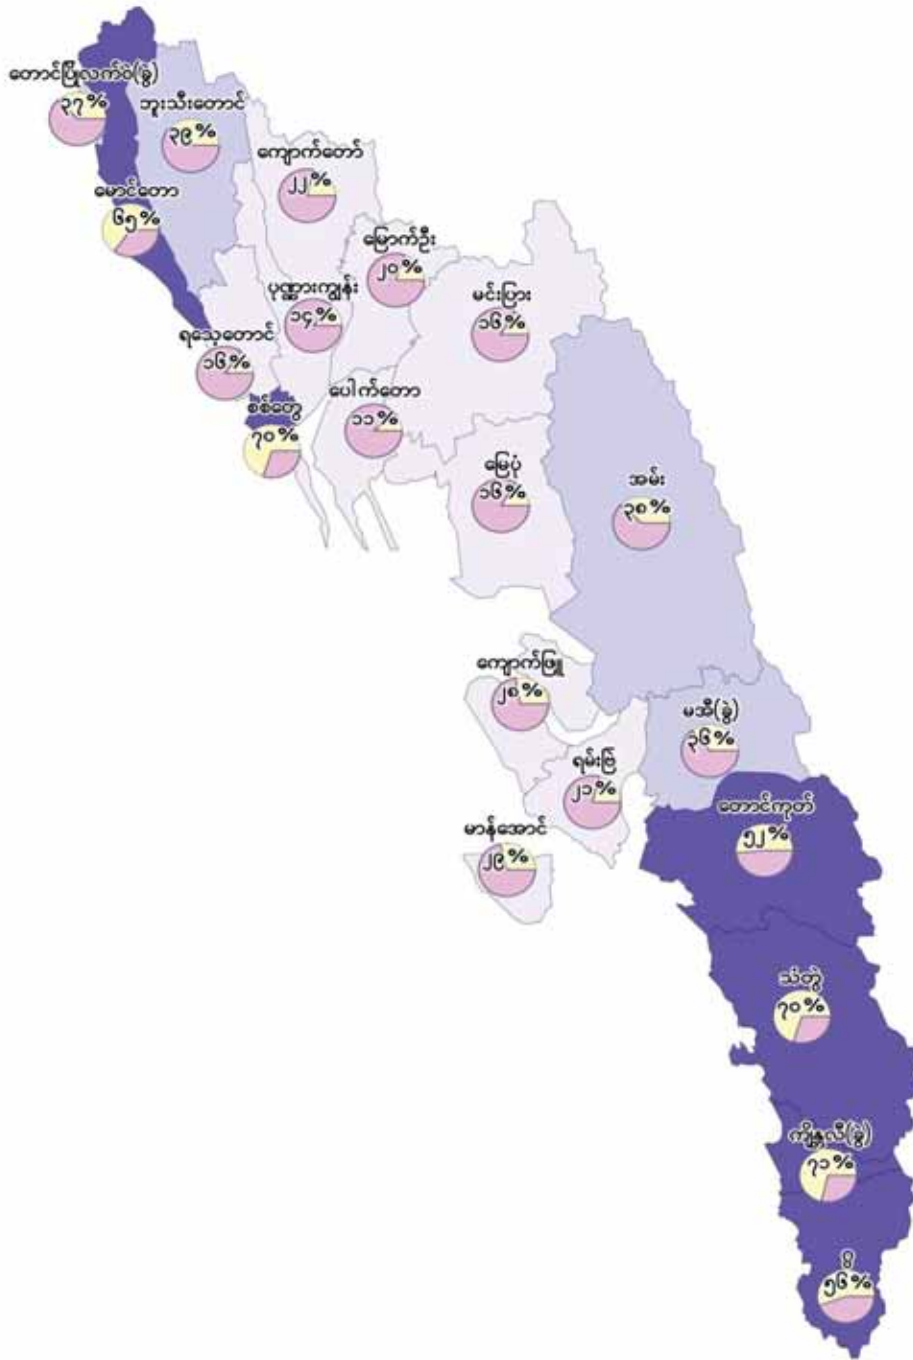 တောင်ပြိုလက်ဝဲ(ခွဲ)
၃၇%
ဘူးသီးတောင်
၃၉%
ကျောက်တော်
၂၂%
မောင်တော
၆၅%
မြောက်ဦး
၂၀%
ပုဏ္ဏားကျွန်း
၁၄%
မင်းပြား
၁၆%
ရသေ့တောင်
၁၆%
ပေါက်တော
၁၁%
စစ်တွေ
၇၀%
မြေပုံ
၁၆%
အမ်း
၃၈%
ကျောက်ဖြူ
၂၈%
မအီ(ခွဲ)
၃၆%
ရမ်းဗြဲ
၂၁%
တောင်ကုတ်
၅၂%
မာန်အောင်
၂၉%
သံတွဲ
၇၀%
ကျိန္တလီ(ခွဲ)
၇၁%
ဂွ
၅၆%